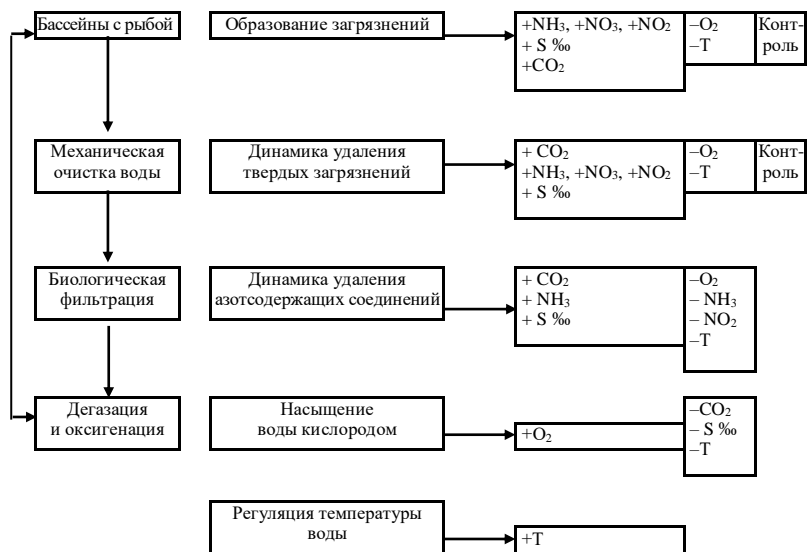 Бассейны с рыбой
Образование загрязнений
+NH₃, +NO₃, +NO₂
+ S ‰
+CO₂
–O₂
–T
Конт-
роль
Механическая
очистка воды
Динамика удаления
твердых загрязнений
+ CO₂
+NH₃, +NO₃, +NO₂
+ S ‰
–O₂
–T
Конт-
роль
Биологическая
фильтрация
Динамика удаления
азотсодержащих соединений
+ CO₂
+ NH₃
+ S ‰
–O₂
– NH₃
– NO₂
–T
Дегазация
и оксигенация
Насыщение
воды кислородом
+O₂
–CO₂
– S ‰
–T
Регуляция температуры
воды
+T